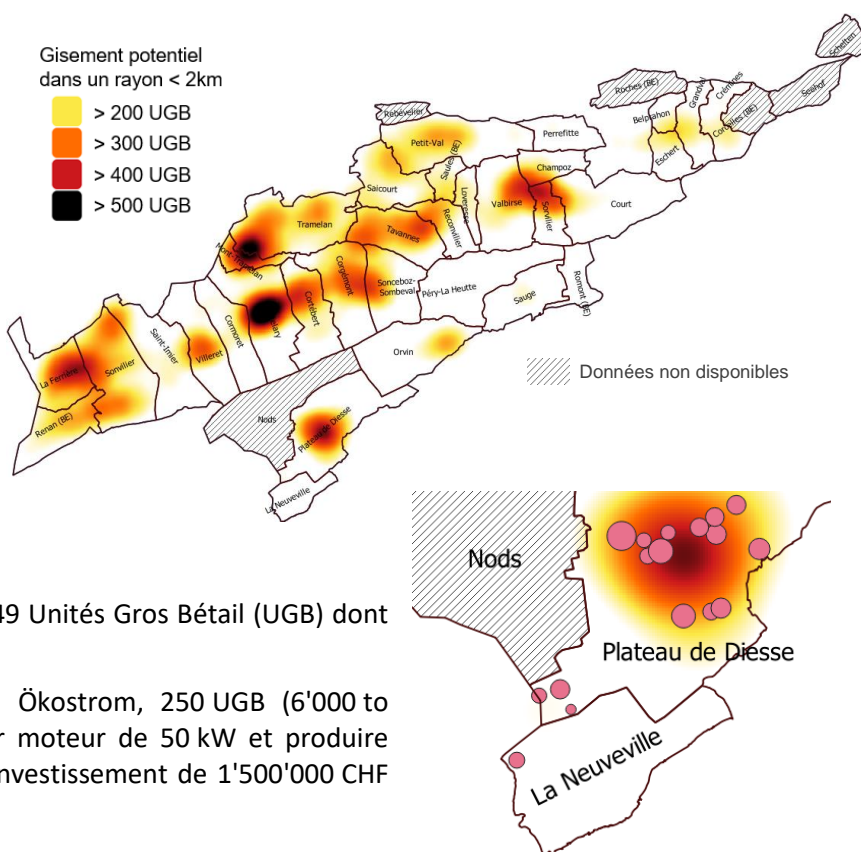 Gisement potentiel
dans un rayon < 2km
> 200 UGB
> 300 UGB
> 400 UGB
> 500 UGB
Schelten
Seehof
Roches (BE)
Grandval
Crémines
Corcelles (BE)
Belprahon
Eschert
Rebévelier
Petit-Val
Perrefitte
Saules (BE)
Champoz
Saicourt
Loveresse
Valbirse
Sorvilier
Court
Tramelan
Tavannes
Reconvilier
Mont-Tramelan
Corgémont
Sonceboz-
Sombeval
Péry-La Heutte
Sauge
Romont (BE)
Cortébert
Cormoret
Saint-Imier
Villeret
Orvin
La Ferrière
Sonvilier
Renan (BE)
Données non disponibles
Nods
Plateau de Diesse
La Neuveville
Nods
Plateau de Diesse
La Neuveville
49 Unités Gros Bétail (UGB) dont
Ökostrom, 250 UGB (6'000 to
r moteur de 50 kW et produire
nvestissement de 1'500'000 CHF